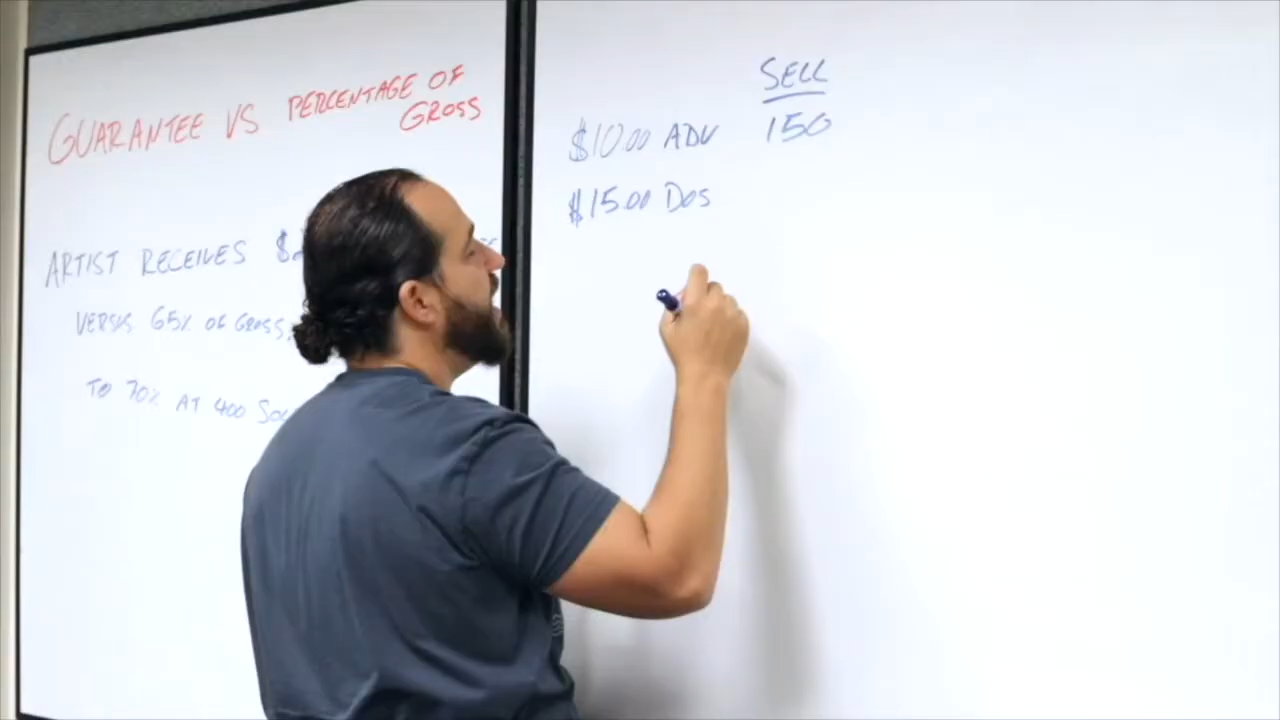 GUARANTEE VS PERCENTAGE OF
GROSS
ARTIST RECEIVES
VERSUS 65% OF GROSS,
TO 70% AT 400
SELL
$10.00 ADV 150
$15.00 DOS